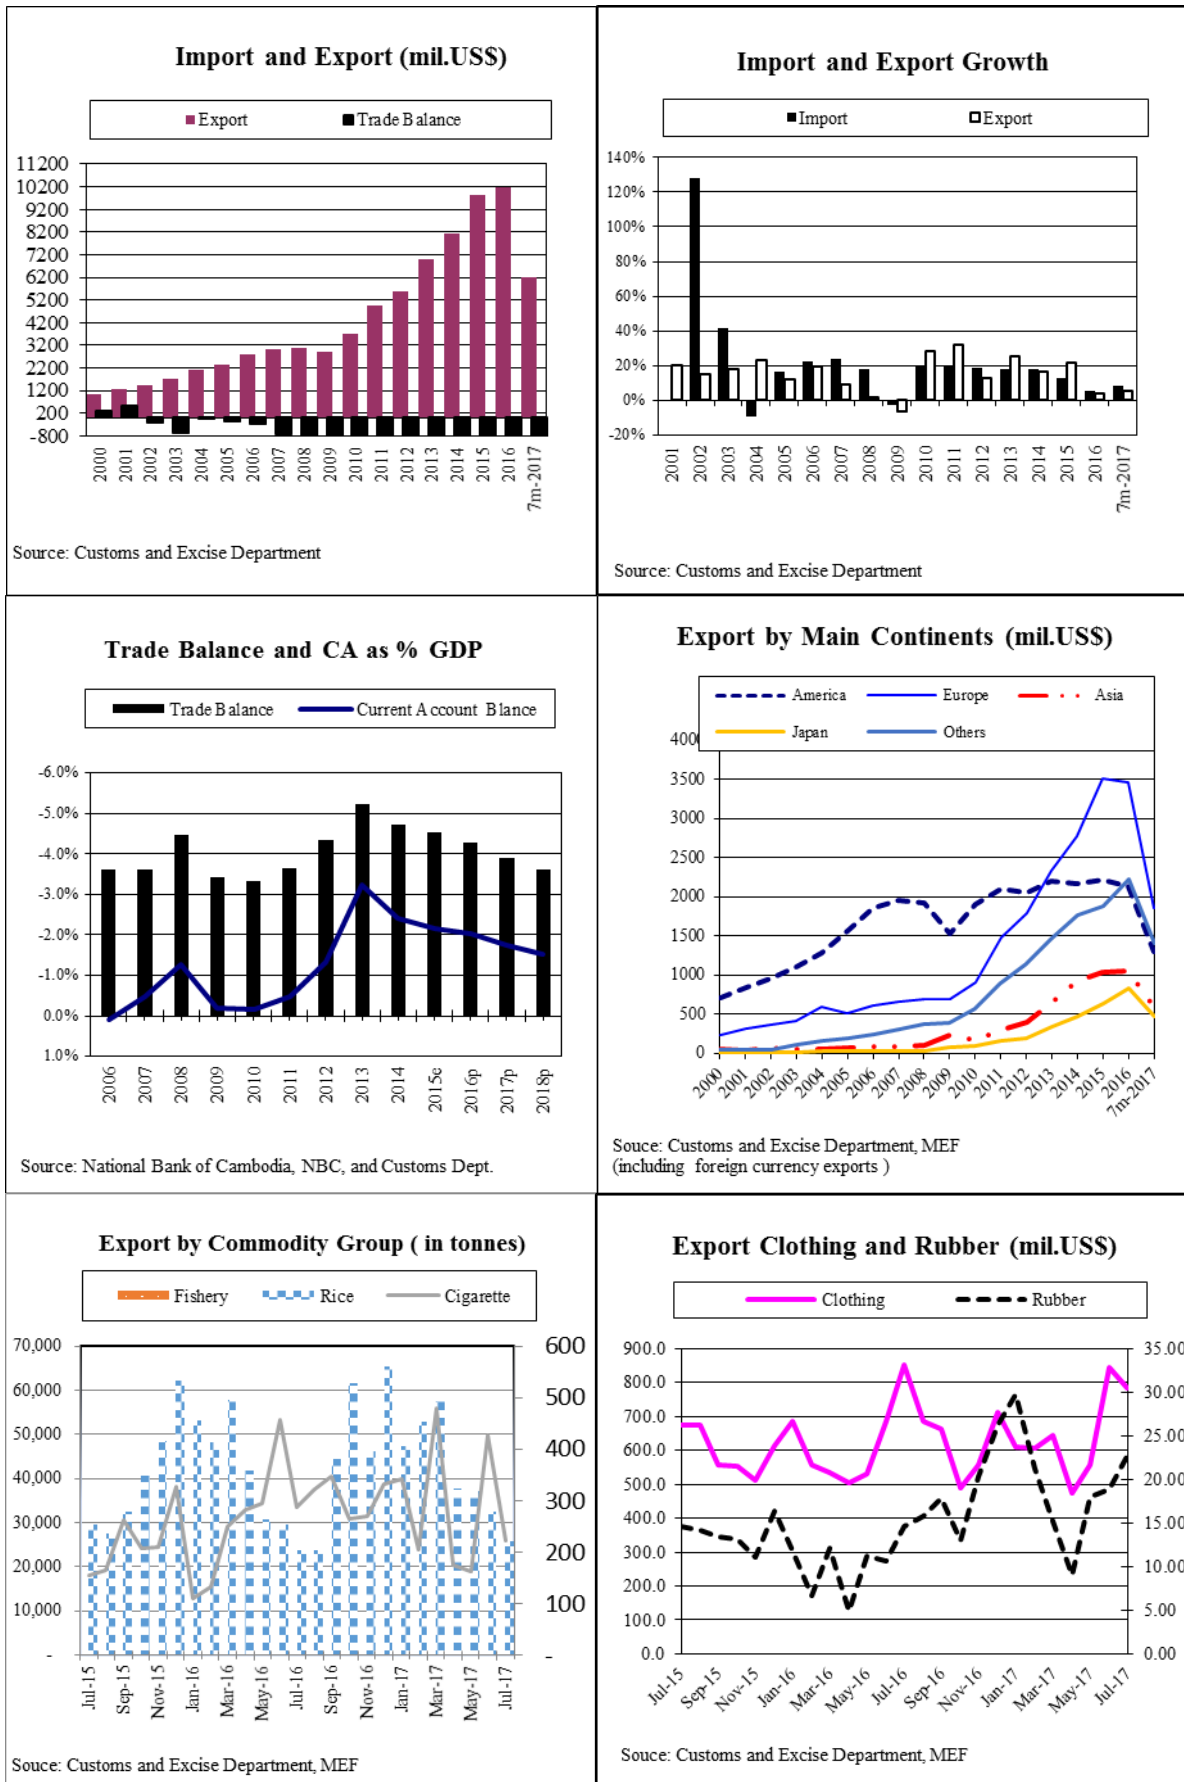 Import and Export (mil.US$)
Export
Trade Balance
11200
10200
9200
8200
7200
6200
5200
4200
3200
2200
1200
200
-800
2000
2001
2002
2003
2004
2005
2006
2007
2008
2009
2010
2011
2012
2013
2014
2015
2016
7m-2017
Source: Customs and Excise Department
Import and Export Growth
Import
Export
140%
120%
100%
80%
60%
40%
20%
0%
-20%
2001
2002
2003
2004
2005
2006
2007
2008
2009
2010
2011
2012
2013
2014
2015
2016
7m-2017
Source: Customs and Excise Department
Trade Balance and CA as % GDP
Trade Balance
Current Account Blance
-6.0%
-5.0%
-4.0%
-3.0%
-2.0%
-1.0%
0.0%
1.0%
2006
2007
2008
2009
2010
2011
2012
2013
2014
2015e
2016p
2017p
2018p
Source: National Bank of Cambodia, NBC, and Customs Dept.
Export by Main Continents (mil.US$)
America
Europe
Asia
Japan
Others
4000
3500
3000
2500
2000
1500
1000
500
0
2000
2001
2002
2003
2004
2005
2006
2007
2008
2009
2010
2011
2012
2013
2014
2015
2016
7m-2017
Souce: Customs and Excise Department, MEF
(including foreign currency exports )
Export by Commodity Group ( in tonnes)
Fishery
Rice
Cigarette
70,000
60,000
50,000
40,000
30,000
20,000
10,000
-
600
500
400
300
200
100
-
Jul-15
Sep-15
Nov-15
Jan-16
Mar-16
May-16
Jul-16
Sep-16
Nov-16
Jan-17
Mar-17
May-17
Jul-17
Souce: Customs and Excise Department, MEF
Export Clothing and Rubber (mil.US$)
Clothing
Rubber
900.0
800.0
700.0
600.0
500.0
400.0
300.0
200.0
100.0
0.0
35.00
30.00
25.00
20.00
15.00
10.00
5.00
0.00
Jul-15
Sep-15
Nov-15
Jan-16
Mar-16
May-16
Jul-16
Sep-16
Nov-16
Jan-17
Mar-17
May-17
Jul-17
Souce: Customs and Excise Department, MEF